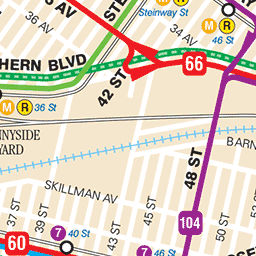 36 AV
Steinway St
M R
46 St
STE
HERN BLVD
66
42 ST
M R 36 St
NNYSIDE
YARD
BARN
48 ST
SKILLMAN AV
37 ST
39 ST
43 ST
45 ST
50 ST
104
60
7 40 St
7 46 St